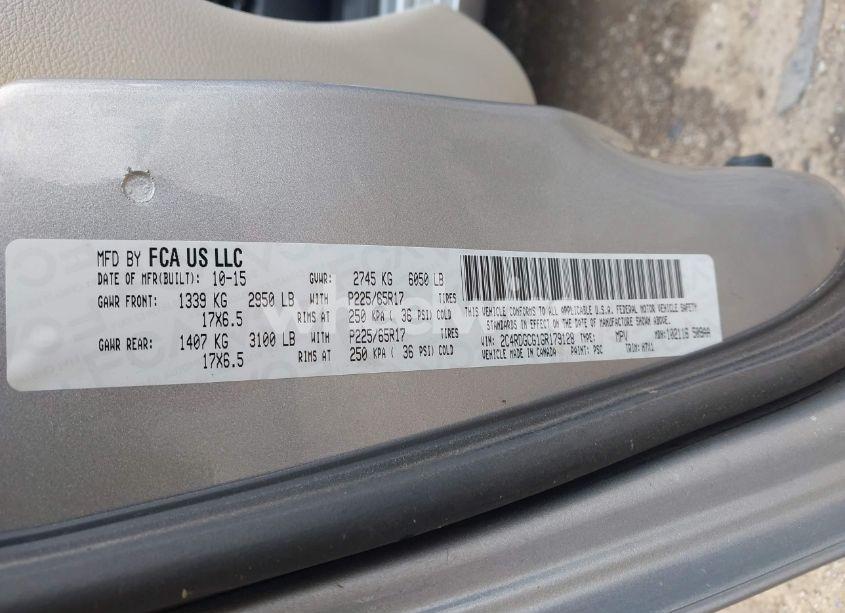 MFD BY FCA US LLC
DATE OF MFR(BUILT): 10-15 GVWR: 2745 KG 6050 LB
GAWR FRONT: 1339 KG 2950 LB WITH P225/65R17 TIRES
17X6.5 RIMS AT 250 KPA ( 36 PSI) COLD
GAWR REAR: 1407 KG 3100 LB WITH P225/65R17 TIRES
17X6.5 RIMS AT 250 KPA ( 36 PSI) COLD
THIS VEHICLE CONFORMS TO ALL APPLICABLE U.S.A. FEDERAL MOTOR VEHICLE SAFETY
STANDARDS IN EFFECT ON THE DATE OF MANUFACTURE SHOWN ABOVE.
VIN: 2C4RDGCG1GR179128 TYPE: MPV MDH: 102116 509AA
MADE IN CANADA PAINT: PSC TRIM: